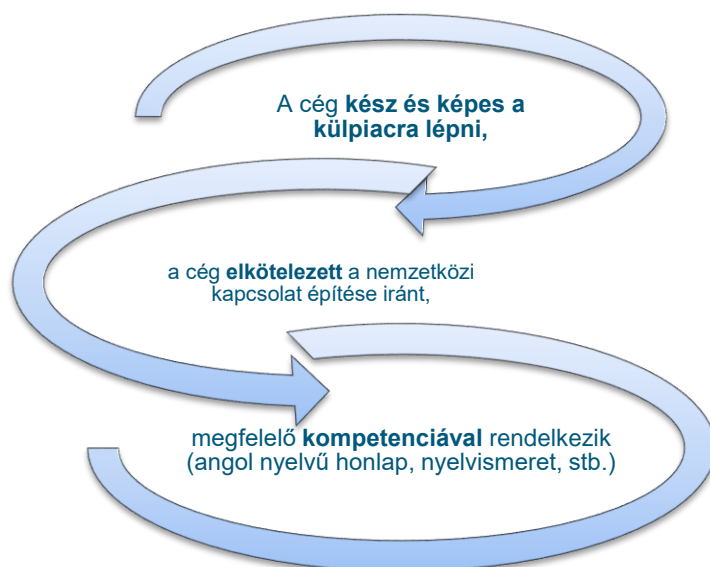 A cég kész és képes a
külpiacra lépni,
a cég elkötelezett a nemzetközi
kapcsolat építése iránt,
megfelelő kompetenciával rendelkezik
(angol nyelvű honlap, nyelvismeret, stb.)